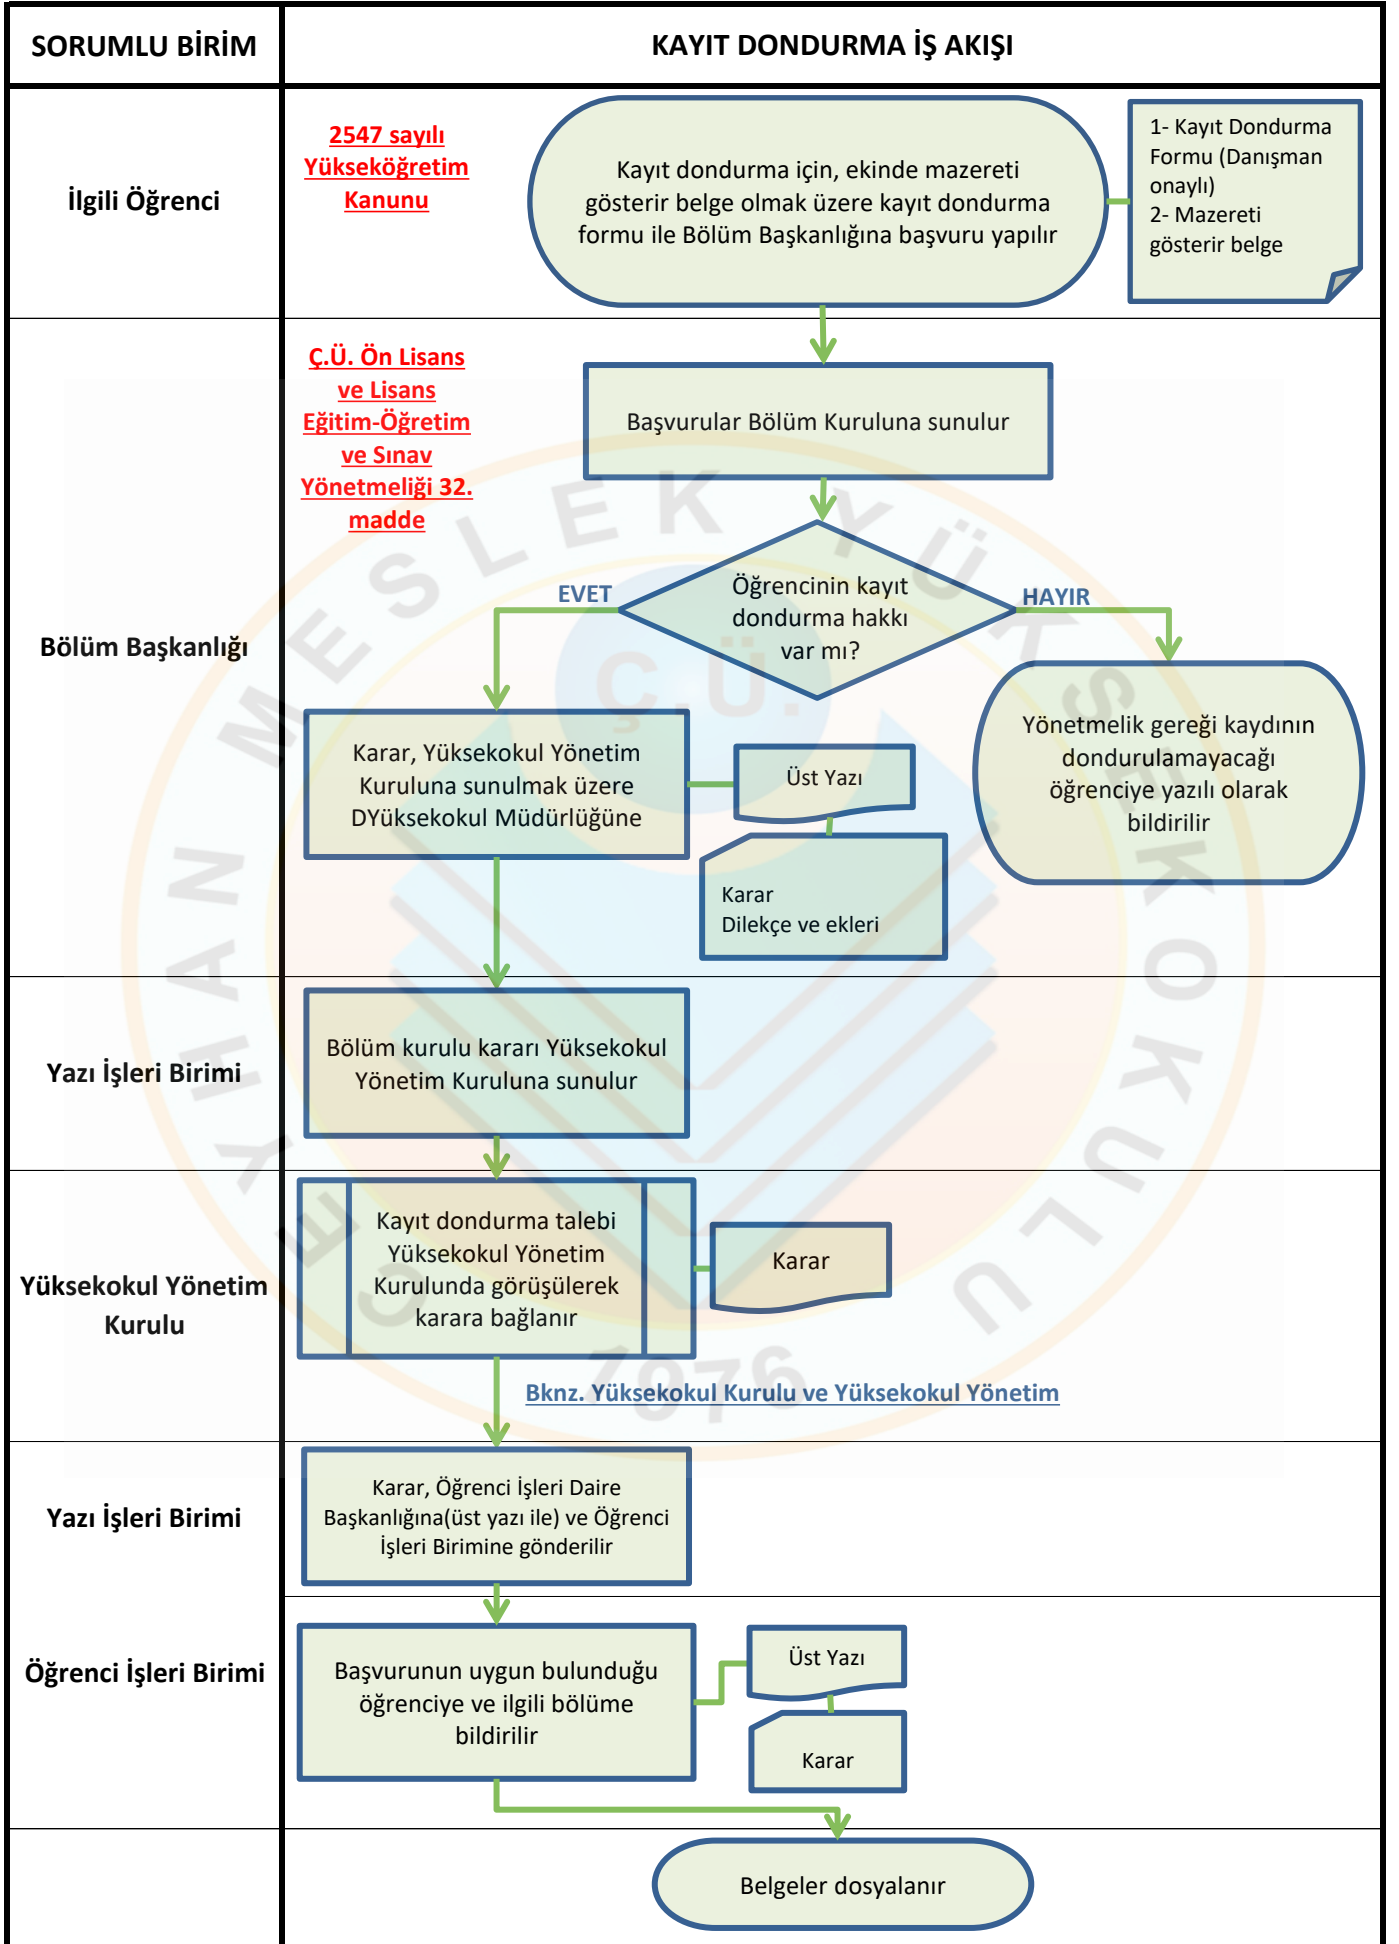 SORUMLU BİRİM
KAYIT DONDURMA İŞ AKIŞI
İlgili Öğrenci
2547 sayılı
Yükseköğretim
Kanunu
Kayıt dondurma için, ekinde mazereti
gösterir belge olmak üzere kayıt dondurma
formu ile Bölüm Başkanlığına başvuru yapılır
1- Kayıt Dondurma
Formu (Danışman
onaylı)
2- Mazereti
gösterir belge
Bölüm Başkanlığı
Ç.Ü. Ön Lisans
ve Lisans
Eğitim-Öğretim
ve Sınav
Yönetmeliği 32.
madde
Başvurular Bölüm Kuruluna sunulur
Öğrencinin kayıt
dondurma hakkı
var mı?
EVET
HAYIR
Karar, Yüksekokul Yönetim
Kuruluna sunulmak üzere
DYüksekokul Müdürlüğüne
Üst Yazı
Karar
Dilekçe ve ekleri
Yönetmelik gereği kaydının
dondurulamayacağı
öğrenciye yazılı olarak
bildirilir
Yazı İşleri Birimi
Bölüm kurulu kararı Yüksekokul
Yönetim Kuruluna sunulur
Yüksekokul Yönetim
Kurulu
Kayıt dondurma talebi
Yüksekokul Yönetim
Kurulunda görüşülerek
karara bağlanır
Karar
Bknz. Yüksekokul Kurulu ve Yüksekokul Yönetim
Yazı İşleri Birimi
Karar, Öğrenci İşleri Daire
Başkanlığına(üst yazı ile) ve Öğrenci
İşleri Birimine gönderilir
Öğrenci İşleri Birimi
Başvurunun uygun bulunduğu
öğrenciye ve ilgili bölüme
bildirilir
Üst Yazı
Karar
Belgeler dosyalanır
CEYHAN MESLEK YÜKSEKOKULU
Ç.Ü.
1976